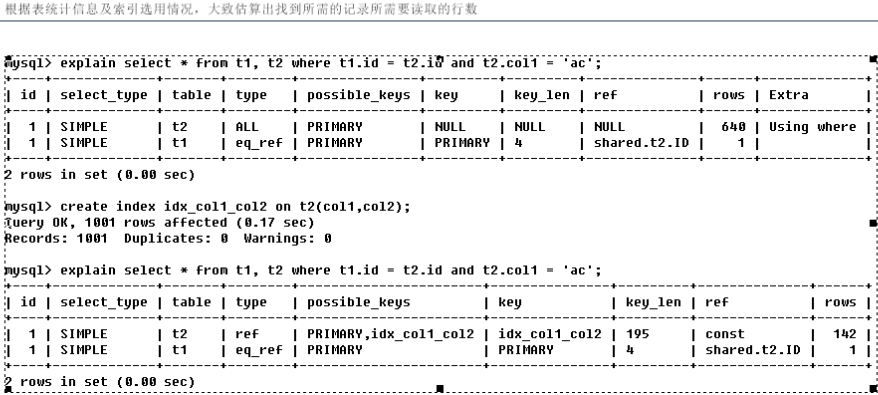 根据表统计信息及索引选用情况，大致估算出找到所需的记录所需要读取的行数
mysql> explain select * from t1, t2 where t1.id = t2.id and t2.col1 = 'ac';
| id | select_type | table | type | possible_keys | key | key_len | ref | rows | Extra |
| 1 | SIMPLE | t2 | ALL | PRIMARY | NULL | NULL | NULL | 640 | Using where |
| 1 | SIMPLE | t1 | eq_ref | PRIMARY | PRIMARY | 4 | shared.t2.ID | 1 | |
2 rows in set (0.00 sec)
mysql> create index idx_col1_col2 on t2(col1,col2);
Query OK, 1001 rows affected (0.17 sec)
Records: 1001 Duplicates: 0 Warnings: 0
mysql> explain select * from t1, t2 where t1.id = t2.id and t2.col1 = 'ac';
| id | select_type | table | type | possible_keys | key | key_len | ref | rows |
| 1 | SIMPLE | t2 | ref | PRIMARY,idx_col1_col2 | idx_col1_col2 | 195 | const | 142 |
| 1 | SIMPLE | t1 | eq_ref | PRIMARY | PRIMARY | 4 | shared.t2.ID | 1 |
2 rows in set (0.00 sec)